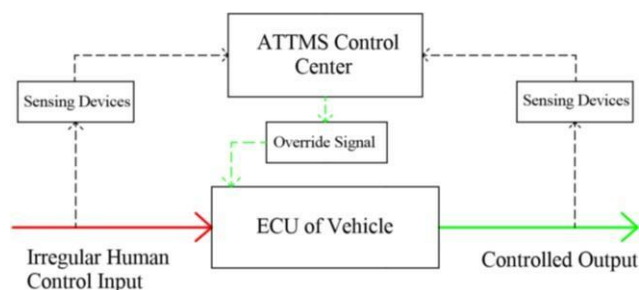 ATTMS Control
Center
Sensing Devices
Sensing Devices
Override Signal
ECU of Vehicle
Irregular Human
Control Input
Controlled Output